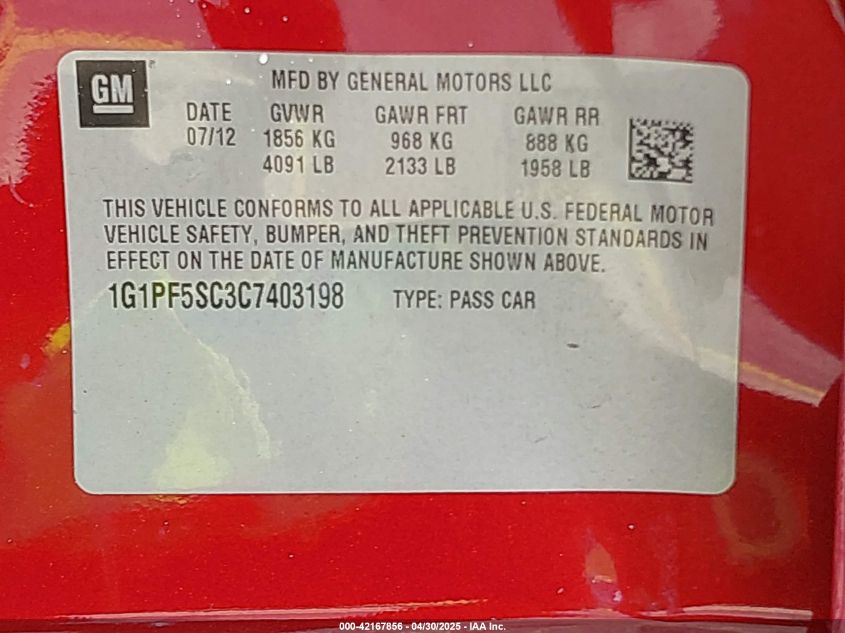 GM ® MFD BY GENERAL MOTORS LLC
DATE GVWR GAWR FRT GAWR RR
07/12 1856 KG 968 KG 888 KG
4091 LB 2133 LB 1958 LB
THIS VEHICLE CONFORMS TO ALL APPLICABLE U.S. FEDERAL MOTOR
VEHICLE SAFETY, BUMPER, AND THEFT PREVENTION STANDARDS IN
EFFECT ON THE DATE OF MANUFACTURE SHOWN ABOVE.
1G1PF5SC3C7403198 TYPE: PASS CAR
000-42167856 - 04/30/2025 - IAA Inc.